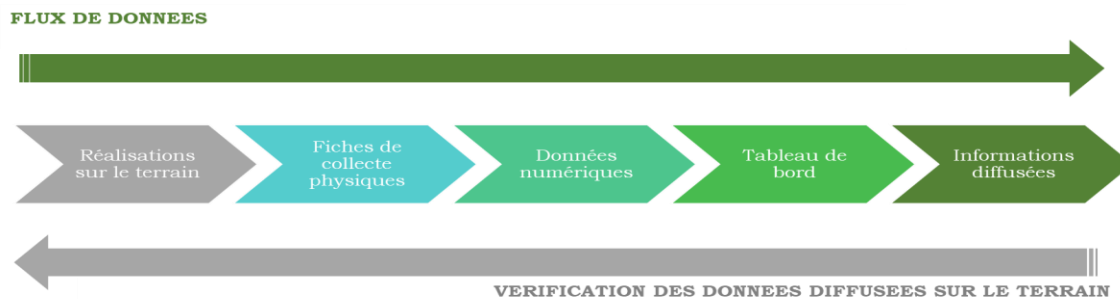 FLUX DE DONNEES
Réalisations
sur le terrain
Fiches de
collecte
physiques
Données
numériques
Tableau de
bord
Informations
diffusées
VERIFICATION DES DONNEES DIFFUSEES SUR LE TERRAIN